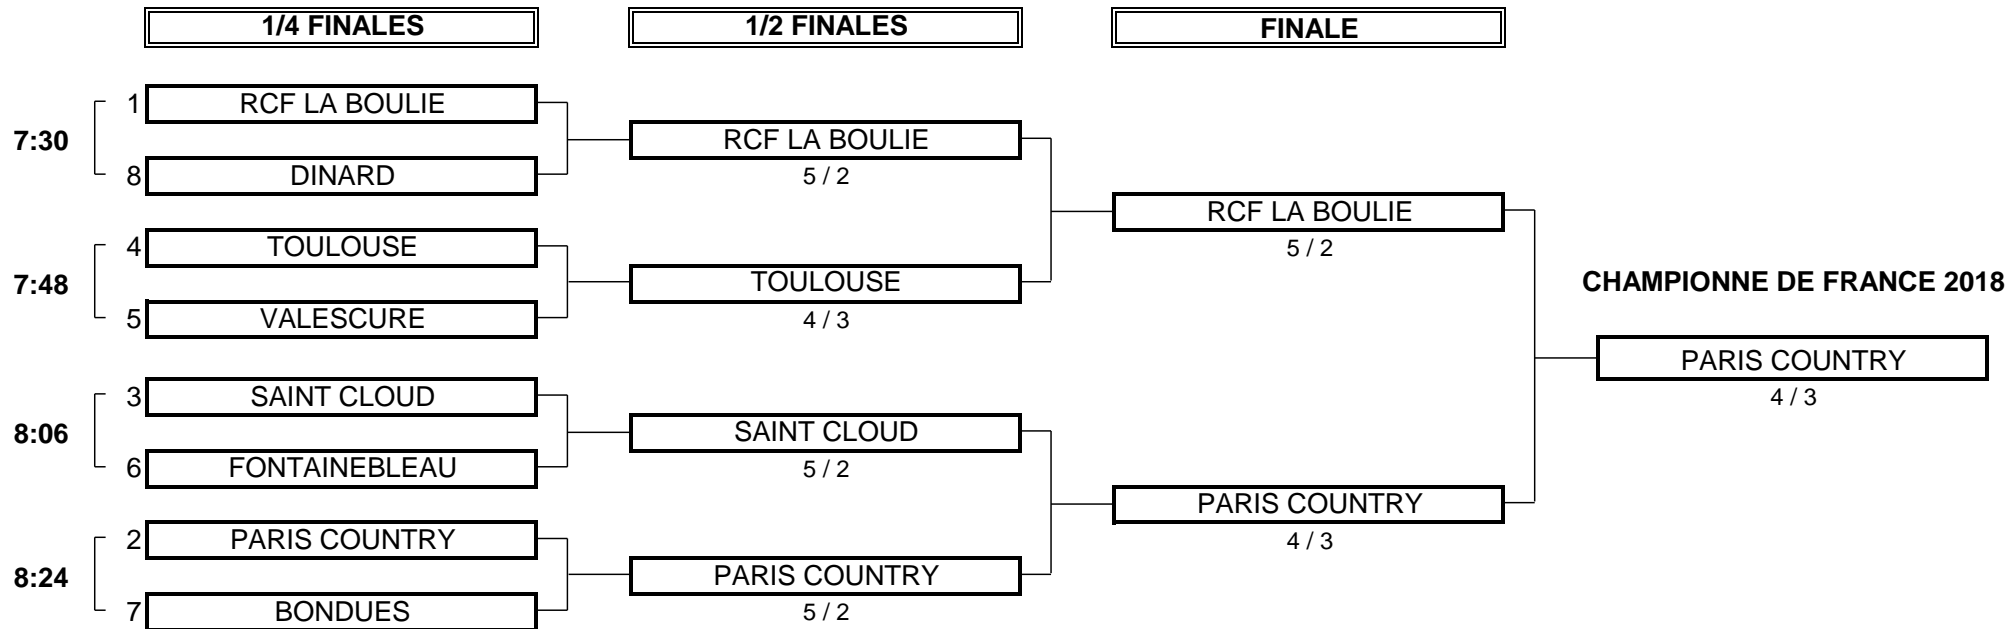 1/4 FINALES
1/2 FINALES
FINALE
7:30
1 RCF LA BOULIE
8 DINARD
7:48
4 TOULOUSE
5 VALESCURE
8:06
3 SAINT CLOUD
6 FONTAINEBLEAU
8:24
2 PARIS COUNTRY
7 BONDUES
RCF LA BOULIE
5 / 2
TOULOUSE
4 / 3
SAINT CLOUD
5 / 2
PARIS COUNTRY
5 / 2
RCF LA BOULIE
5 / 2
PARIS COUNTRY
4 / 3
CHAMPIONNE DE FRANCE 2018
PARIS COUNTRY
4 / 3